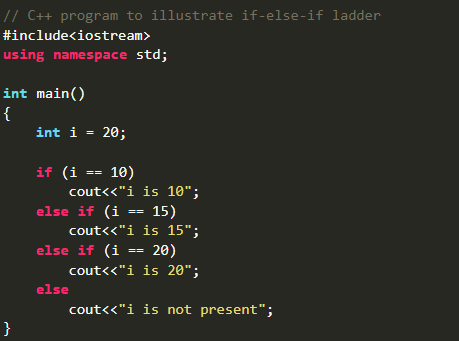 // C++ program to illustrate if-else-if ladder
#include<iostream>
using namespace std;

int main()
{
    int i = 20;

    if (i == 10)
        cout<<"i is 10";
    else if (i == 15)
        cout<<"i is 15";
    else if (i == 20)
        cout<<"i is 20";
    else
        cout<<"i is not present";
}